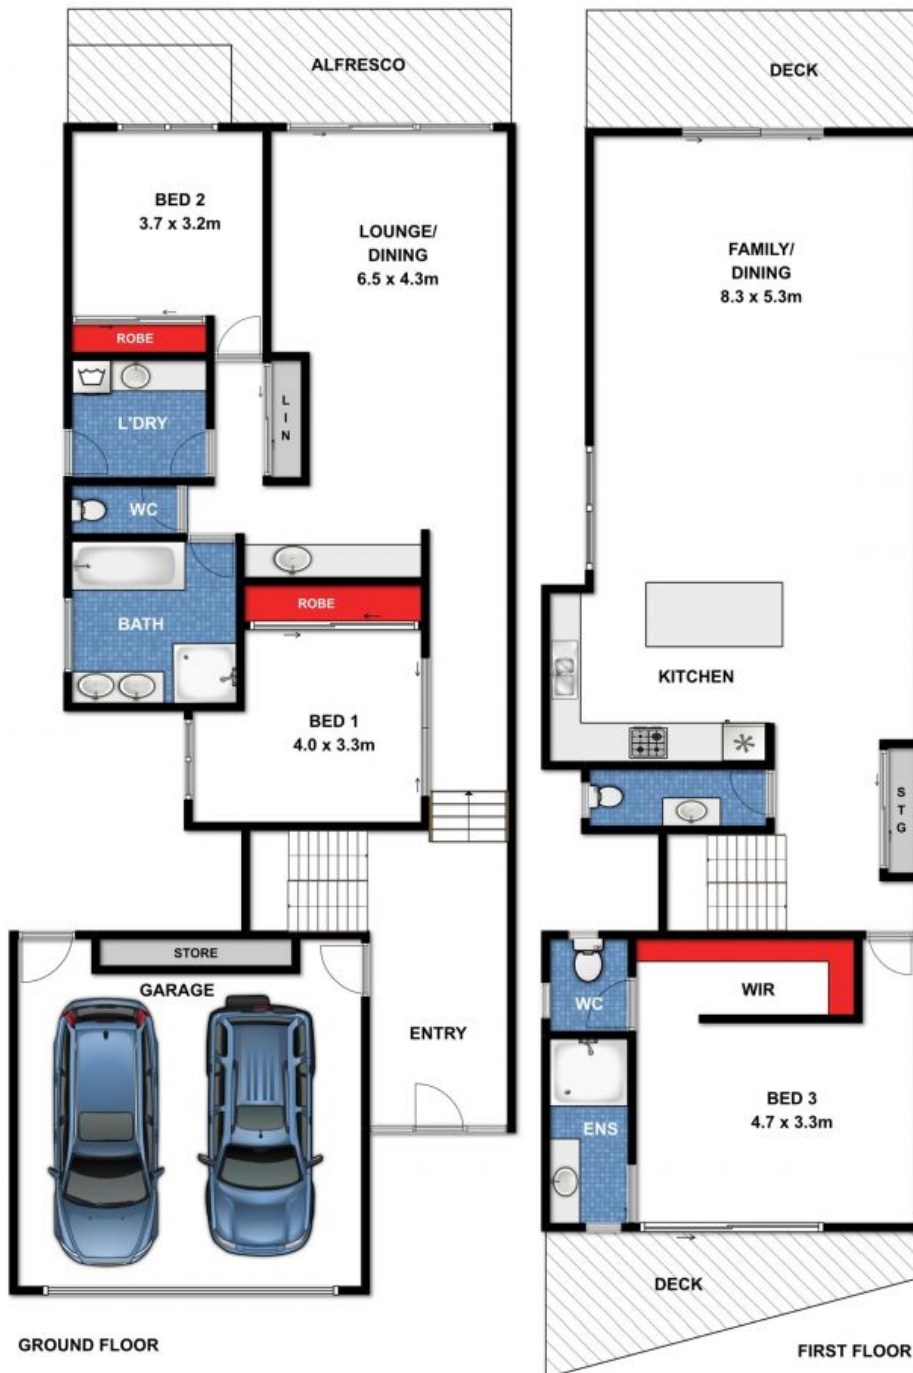 ALFRESCO
BED 2
3.7 x 3.2m
LOUNGE/
DINING
6.5 x 4.3m
ROBE
L'DRY
LIN
WC
ROBE
BATH
BED 1
4.0 x 3.3m
STORE
GARAGE
ENTRY
GROUND FLOOR
DECK
FAMILY/
DINING
8.3 x 5.3m
KITCHEN
STG
WC
WIR
BED 3
4.7 x 3.3m
ENS
DECK
FIRST FLOOR